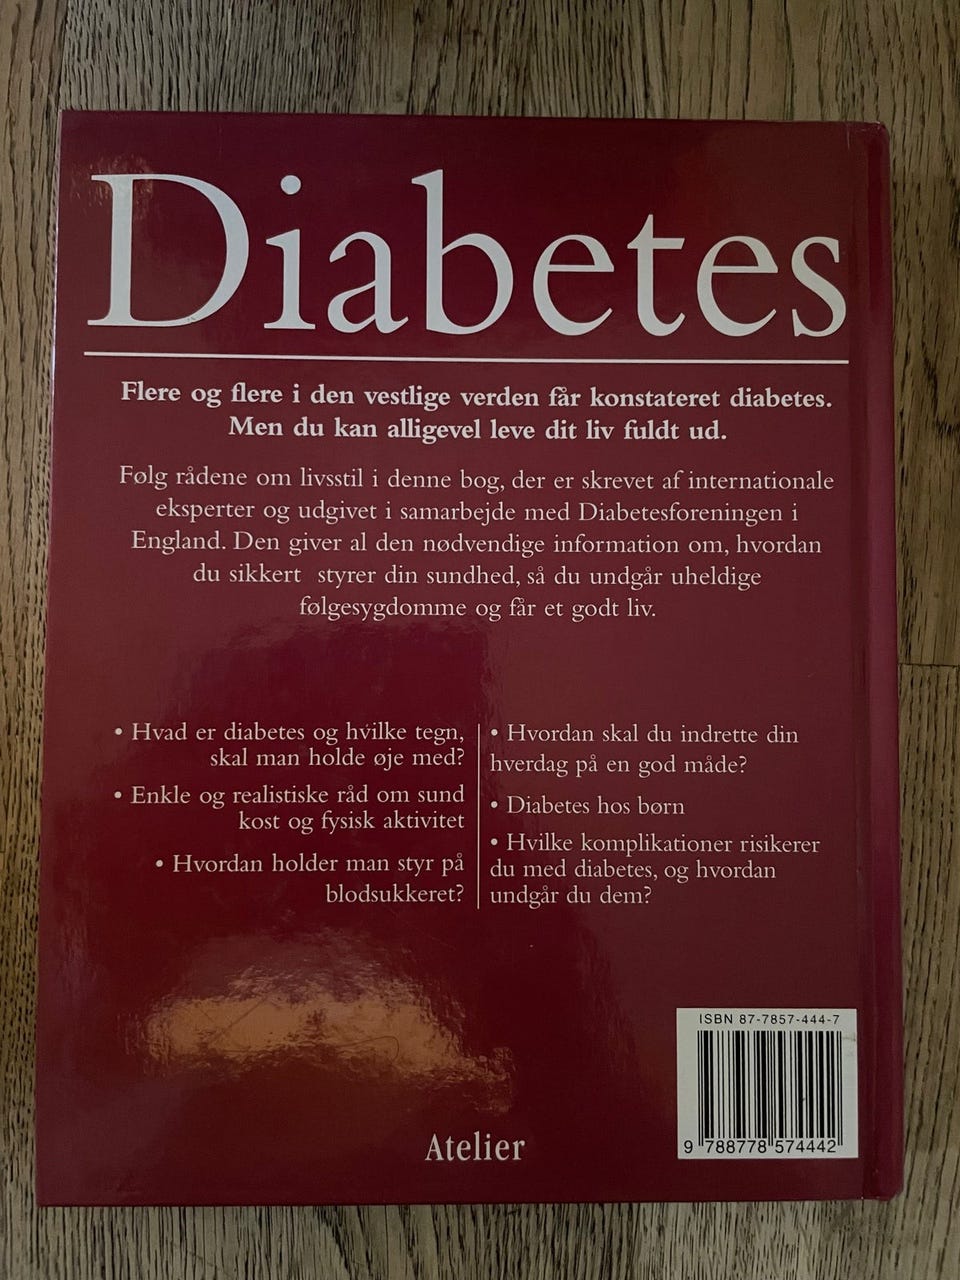 Diabetes
Flere og flere i den vestlige verden får konstateret diabetes.
Men du kan alligevel leve dit liv fuldt ud.
Følg rådene om livsstil i denne bog, der er skrevet af internationale
eksperter og udgivet i samarbejde med Diabetesforeningen i
England. Den giver al den nødvendige information om, hvordan
du sikkert styrer din sundhed, så du undgår uheldige
følgesygdomme og får et godt liv.
• Hvad er diabetes og hvilke tegn,
skal man holde øje med?
• Enkle og realistiske råd om sund
kost og fysisk aktivitet
• Hvordan holder man styr på
blodsukkeret?
• Hvordan skal du indrette din
hverdag på en god måde?
• Diabetes hos børn
• Hvilke komplikationer risikerer
du med diabetes, og hvordan
undgår du dem?
ISBN 87-7857-444-7
9 788778 574442
Atelier